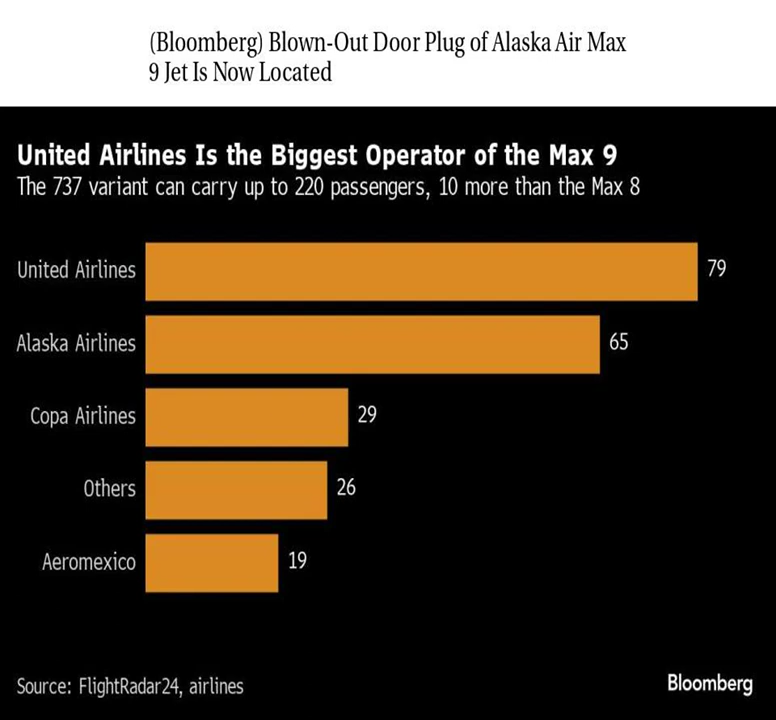 (Bloomberg) Blown-Out Door Plug of Alaska Air Max
9 Jet Is Now Located
United Airlines Is the Biggest Operator of the Max 9
The 737 variant can carry up to 220 passengers, 10 more than the Max 8
United Airlines 79
Alaska Airlines 65
Copa Airlines 29
Others 26
Aeromexico 19
Source: FlightRadar24, airlines
Bloomberg